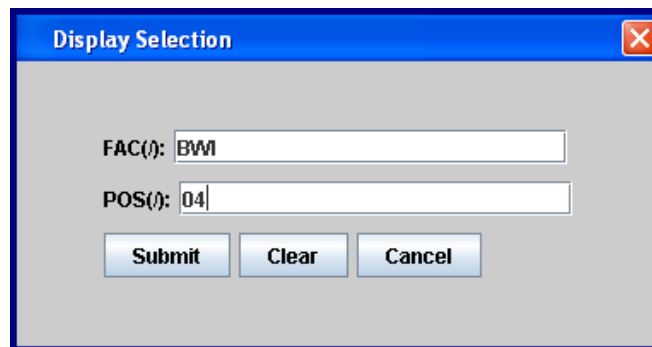 Display Selection
FAC(/): BWI
POS(/): 04
Submit Clear Cancel